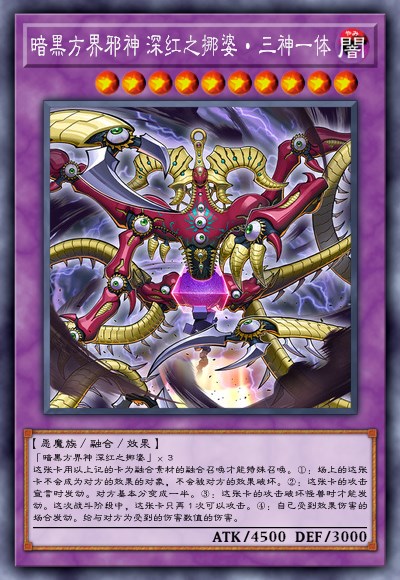 暗黑方界邪神 深红之挪婆·三神一体
やみ
闇
【恶魔族／融合／效果】
「暗黑方界神 深红之挪婆」×3
这张卡用以上记的卡为融合素材的融合召唤才能特殊召唤。①：场上的这张
卡不会成为对方的效果的对象，不会被对方的效果破坏。②：这张卡的攻击
宣言时发动。对方基本分变成一半。③：这张卡的攻击破坏怪兽时才能发
动。这次战斗阶段中，这张卡只再1次可以攻击。④：自己受到效果伤害的
场合发动。给与对方为受到的伤害数值的伤害。
ATK/4500 DEF/3000